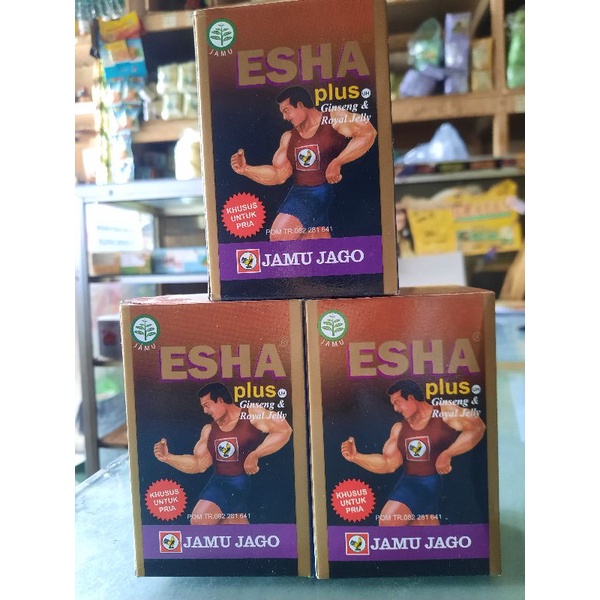 JAMU
ESHA
plus
Ginseng &
Royal Jelly
KHUSUS
UNTUK
PRIA
POM TR.082 281 641
JAMU JAGO
JAMU
ESHA®
plus
Ginseng &
Royal Jelly
KHUSUS
UNTUK
PRIA
POM TR.082 281 641
JAMU JAGO
JAMU
ESHA®
plus
Ginseng &
Royal Jelly
KHUSUS
UNTUK
PRIA
POM TR.082 281 641
JAMU JAGO